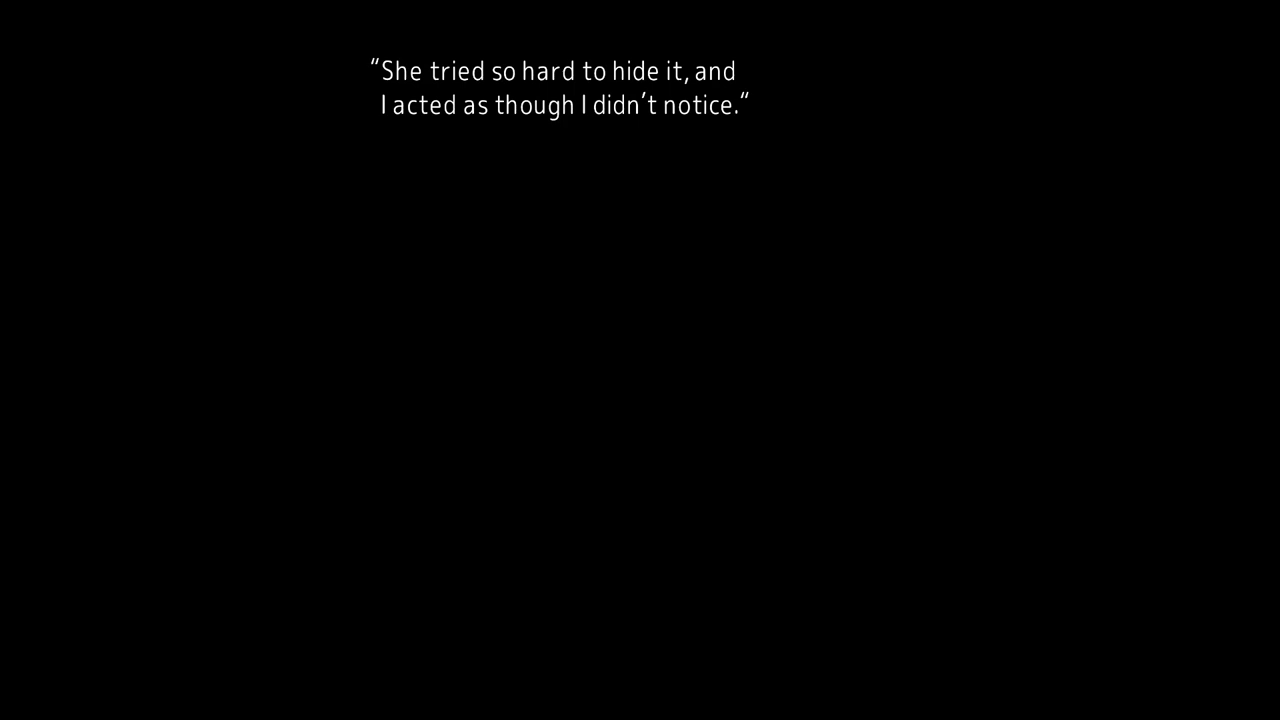 “She tried so hard to hide it, and
I acted as though I didn’t notice.“